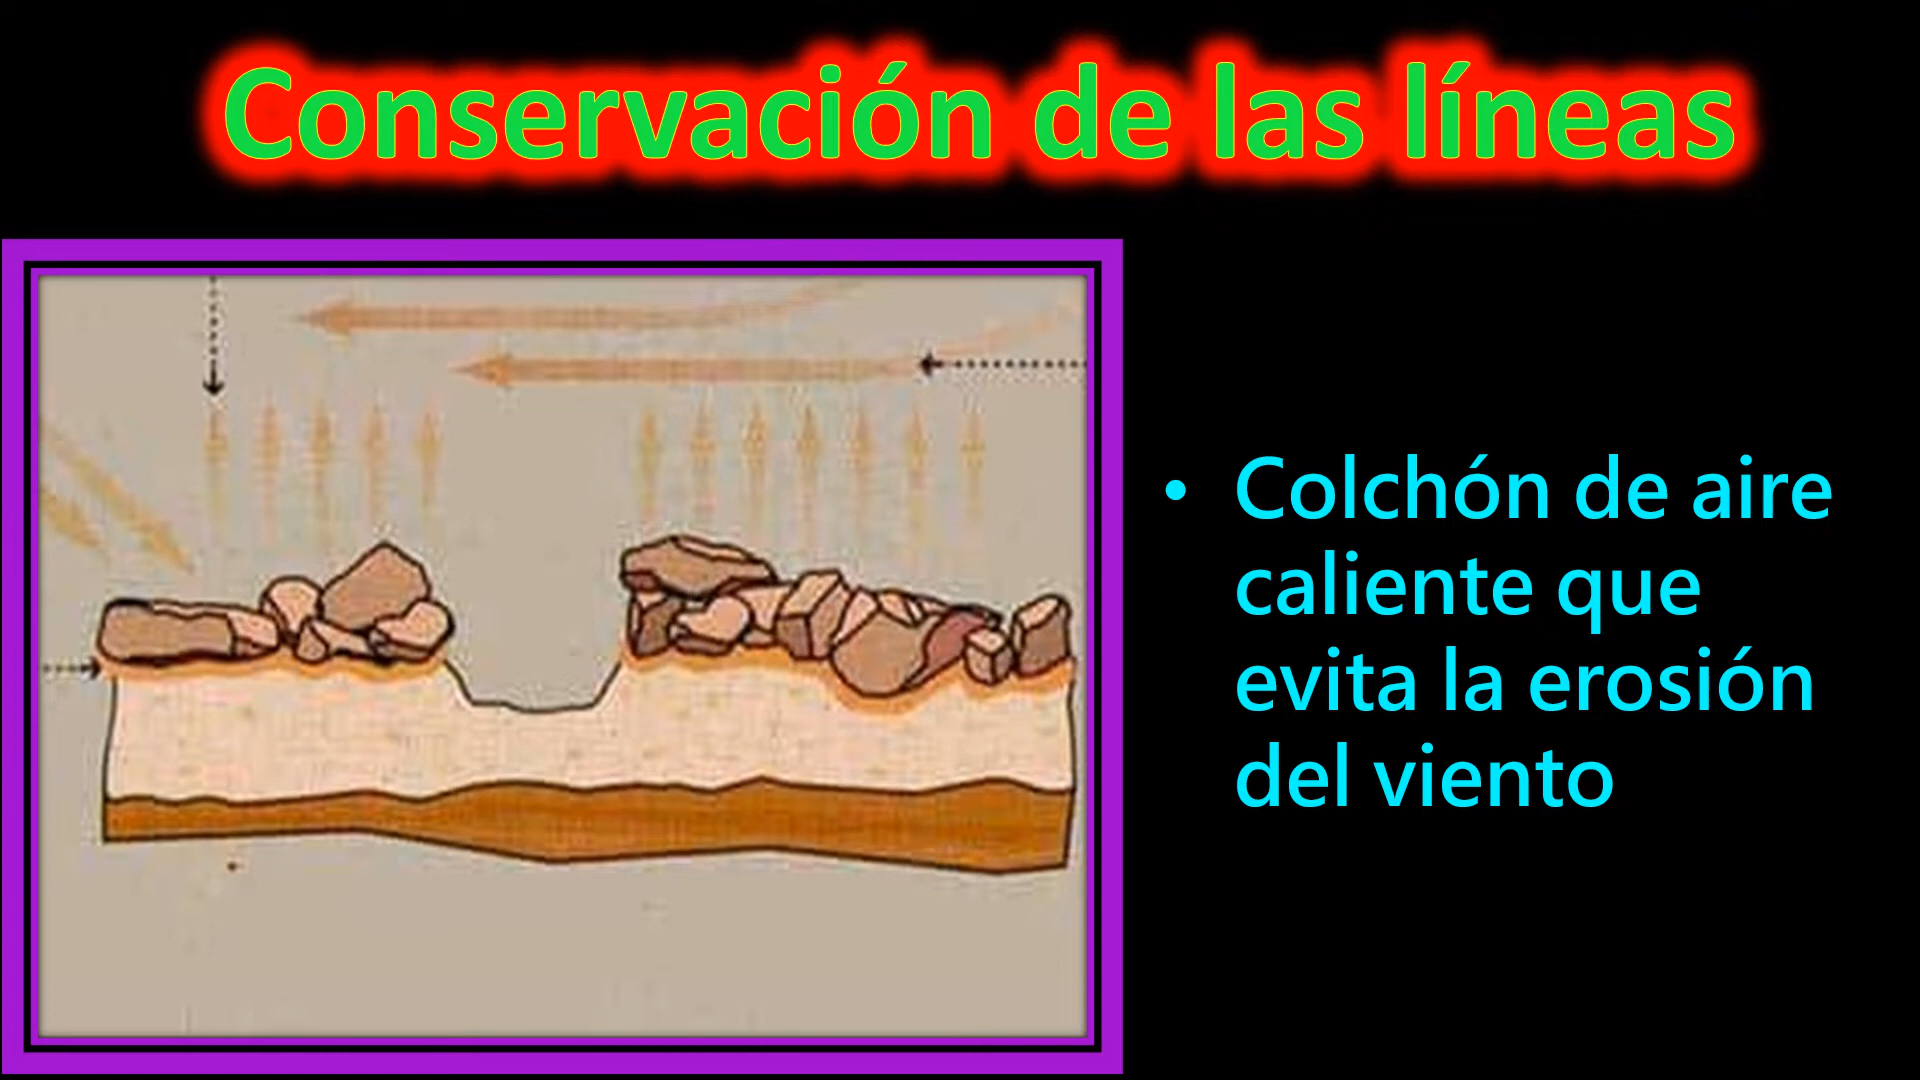 Conservación de las líneas
• Colchón de aire
caliente que
evita la erosión
del viento